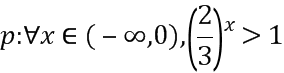 p:∀x ∈ (−∞,0),(2/3)^x > 1